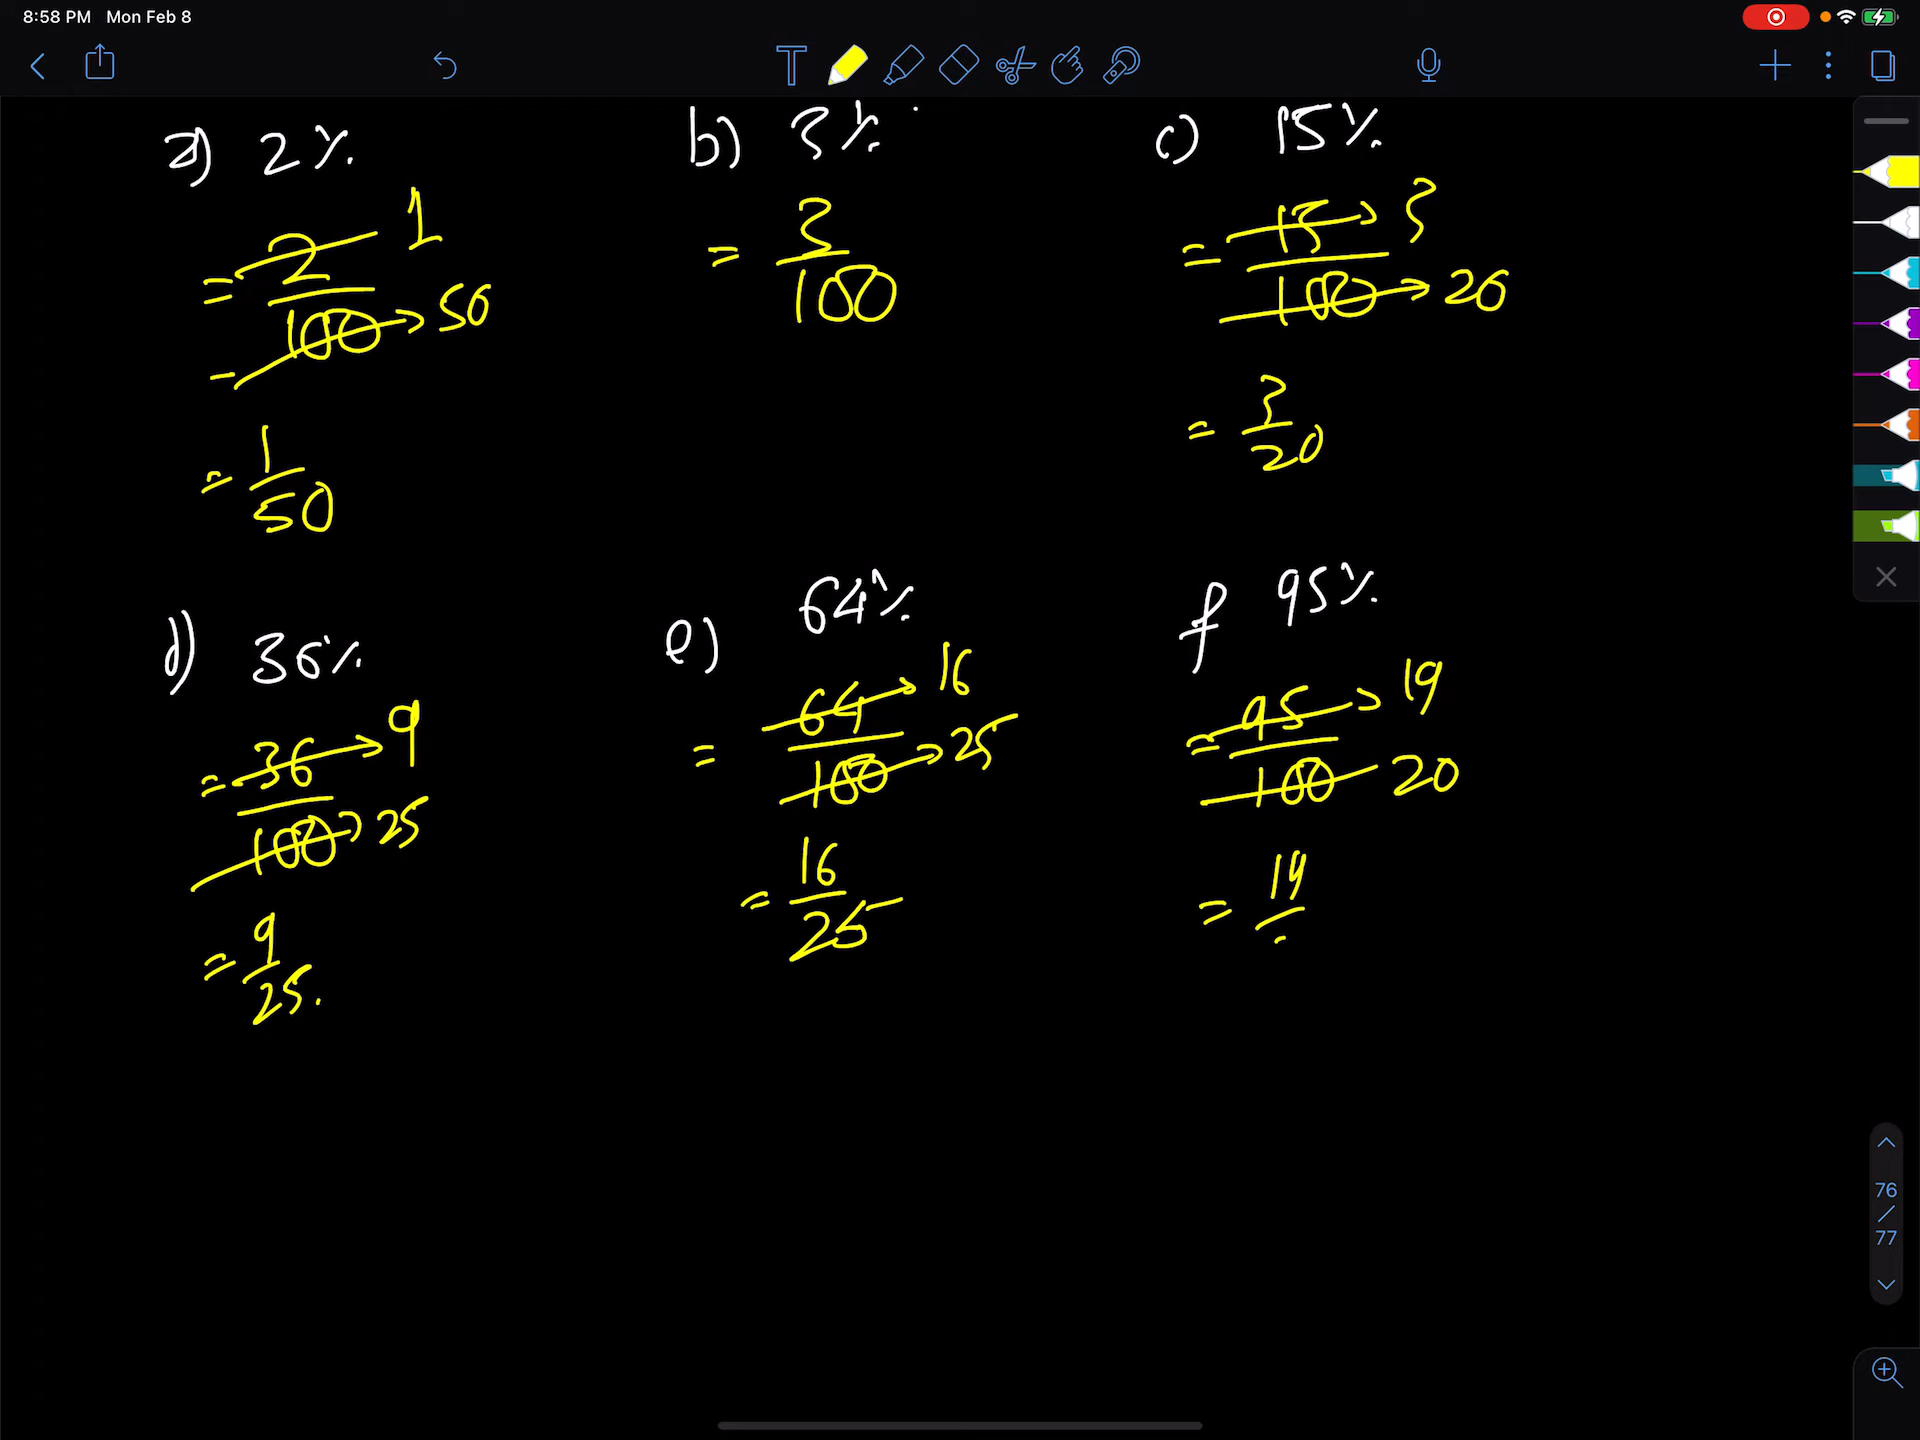 8:58 PM Mon Feb 8
T
a) 2%
= 2/100 1 50
= 1/50
b) 3%
= 3/100
c) 15%
= 15/100 → 3 → 20
= 3/20
d) 36%
= 36/100 → 9 → 25
= 9/25.
e) 64%
= 64/100 → 16 → 25
= 16/25
f 95%
= 95/100 → 19 20
= 19/
76
/
77